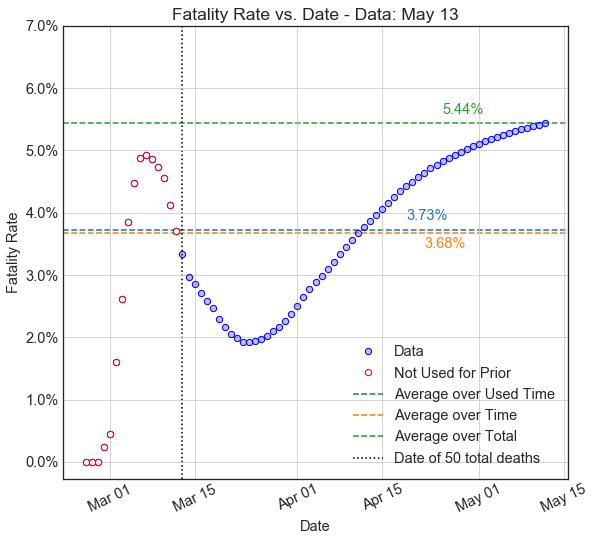 Fatality Rate vs. Date - Data: May 13
7.0%
6.0%
5.44%
5.0%
4.0%
3.73%
3.68%
3.0%
2.0%
1.0%
0.0%
Fatality Rate
Data
Not Used for Prior
Average over Used Time
Average over Time
Average over Total
Date of 50 total deaths
Mar 01
Mar 15
Apr 01
Apr 15
May 01
May 15
Date